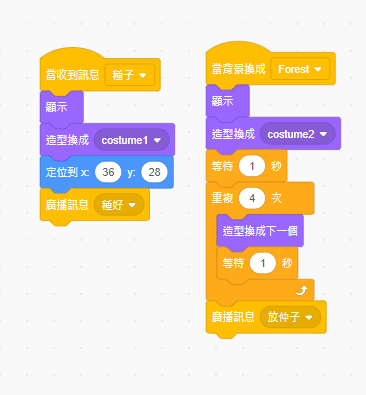 當收到訊息 種子
顯示
造型換成 costume1
定位到 x: 36 y: 28
廣播訊息 種好
當背景換成 Forest
顯示
造型換成 costume2
等待 1 秒
重複 4 次
造型換成下一個
等待 1 秒
廣播訊息 放仲子